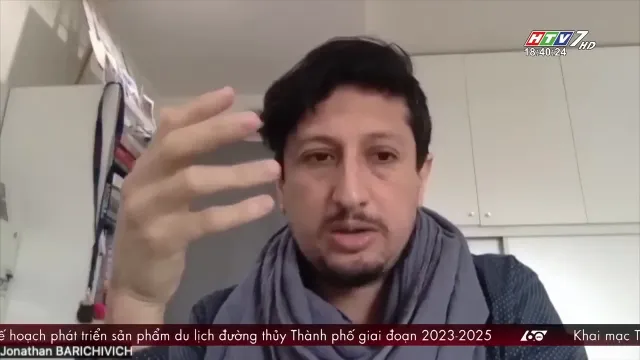 HTV7 HD
18:40:24
hoạch phát triển sản phẩm du lịch đường thủy Thành phố giai đoạn 2023-2025 60 Khai mạc
Jonathan BARICHIVICH